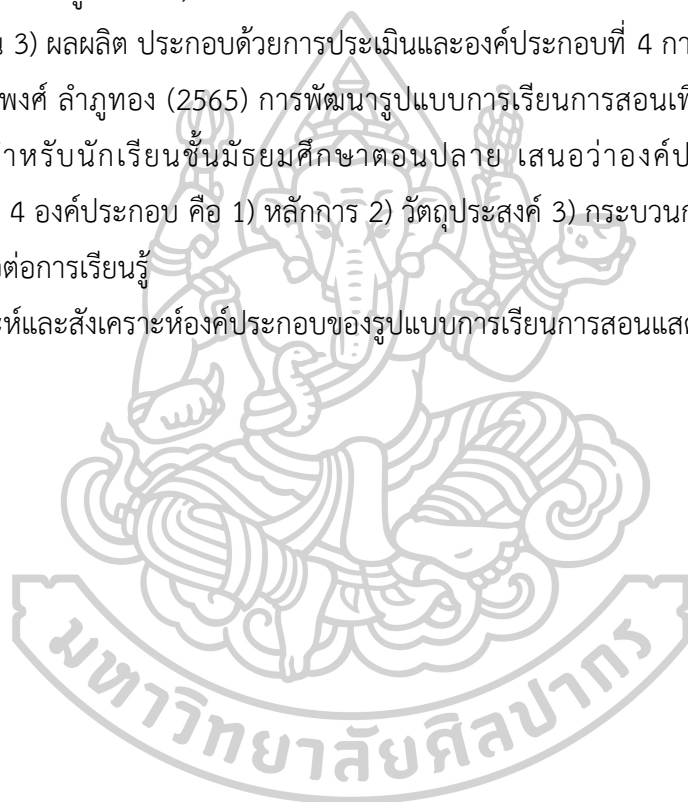 น 3) ผลผลิต ประกอบด้วยการประเมินและองค์ประกอบที่ 4 กา
พงศ์ ลำภูทอง (2565) การพัฒนารูปแบบการเรียนการสอนเพื
ำหรับนักเรียนชั้นมัธยมศึกษาตอนปลาย เสนอว่าองค์ป
4 องค์ประกอบ คือ 1) หลักการ 2) วัตถุประสงค์ 3) กระบวนก
ต่อการเรียนรู้
ะห์และสังเคราะห์องค์ประกอบของรูปแบบการเรียนการสอนแสด
มหาวิทยาลัยศิลปากร